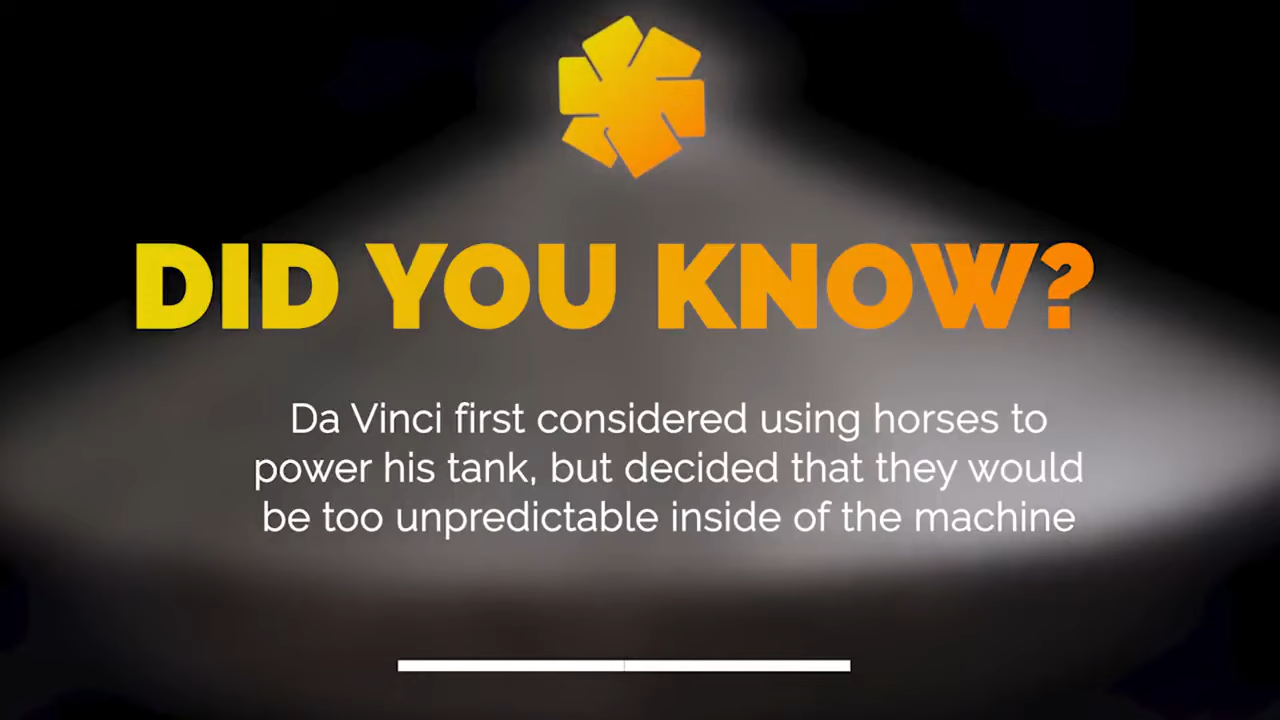 DID YOU KNOW?
Da Vinci first considered using horses to
power his tank, but decided that they would
be too unpredictable inside of the machine